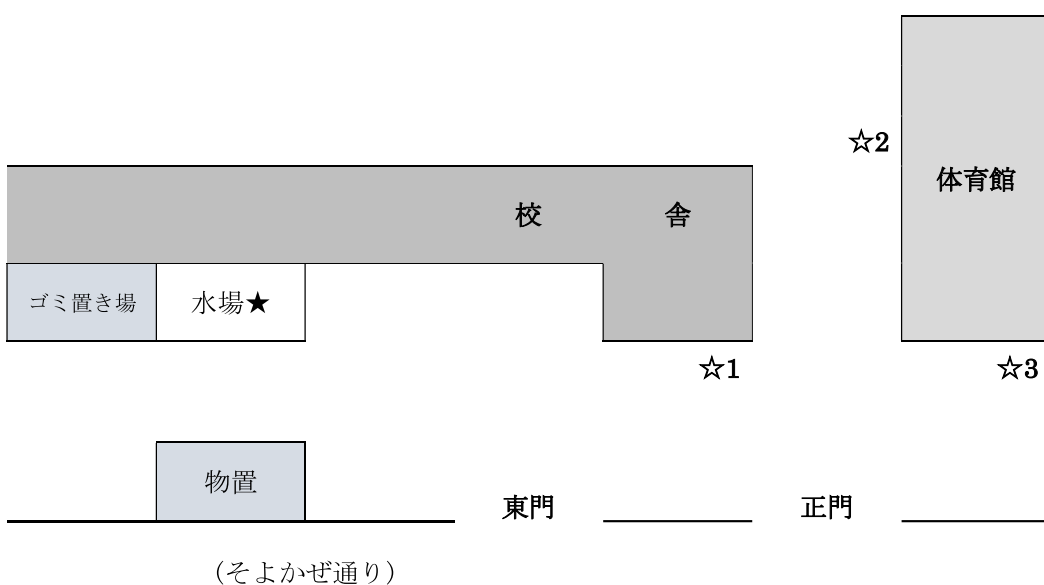 ☆2
体育館
校 舎
ゴミ置き場
水場★
☆1
☆3
物置
東門
正門
(そよかぜ通り)